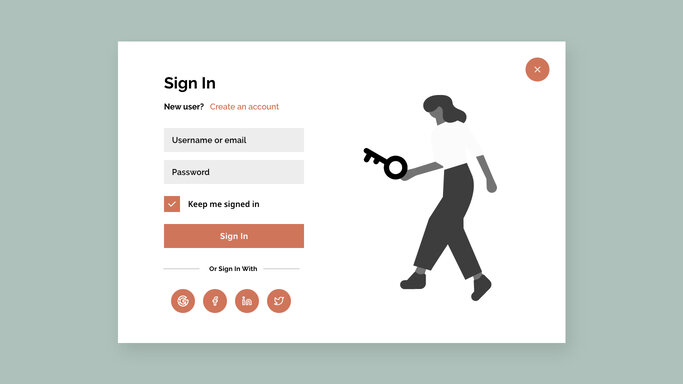 Sign In
New user? Create an account
Username or email
Password
Keep me signed in
Sign In
Or Sign In With